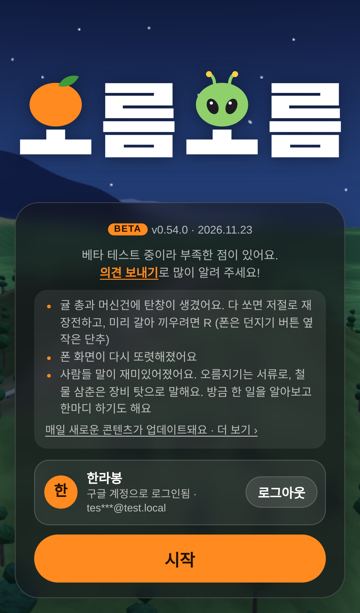 오름오름
BETA v0.54.0 · 2026.11.23
베타 테스트 중이라 부족한 점이 있어요.
의견 보내기로 많이 알려 주세요!
• 귤 총과 머신건에 탄창이 생겼어요. 다 쏘면 저절로 재
장전하고, 미리 갈아 끼우려면 R (폰은 던지기 버튼 옆
작은 단추)
• 폰 화면이 다시 또렷해졌어요
• 사람들 말이 재미있어졌어요. 오름지기는 서류로, 철
물 삼춘은 장비 탓으로 말해요. 방금 한 일을 알아보고
한마디 하기도 해요
매일 새로운 콘텐츠가 업데이트돼요 · 더 보기 ›
한
한라봉
구글 계정으로 로그인됨 ·
tes***@test.local
로그아웃
시작